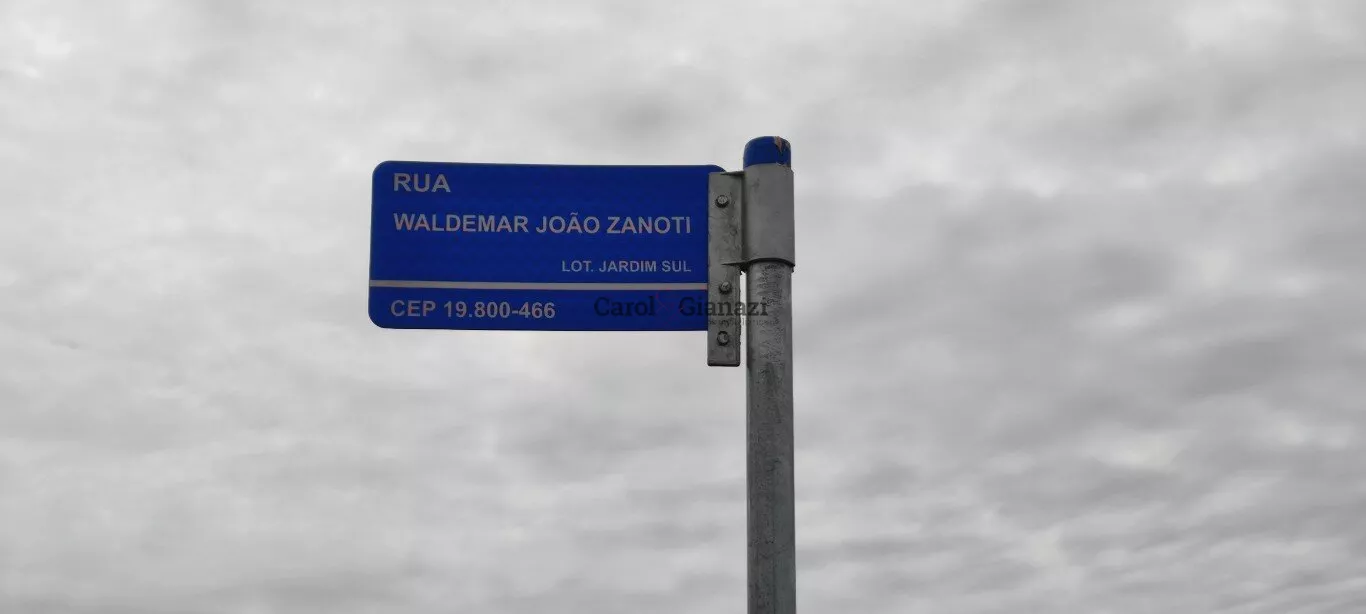 RUA
WALDEMAR JOÃO ZANOTI
LOT. JARDIM SUL
CEP 19.800-466
Carol Gianazi